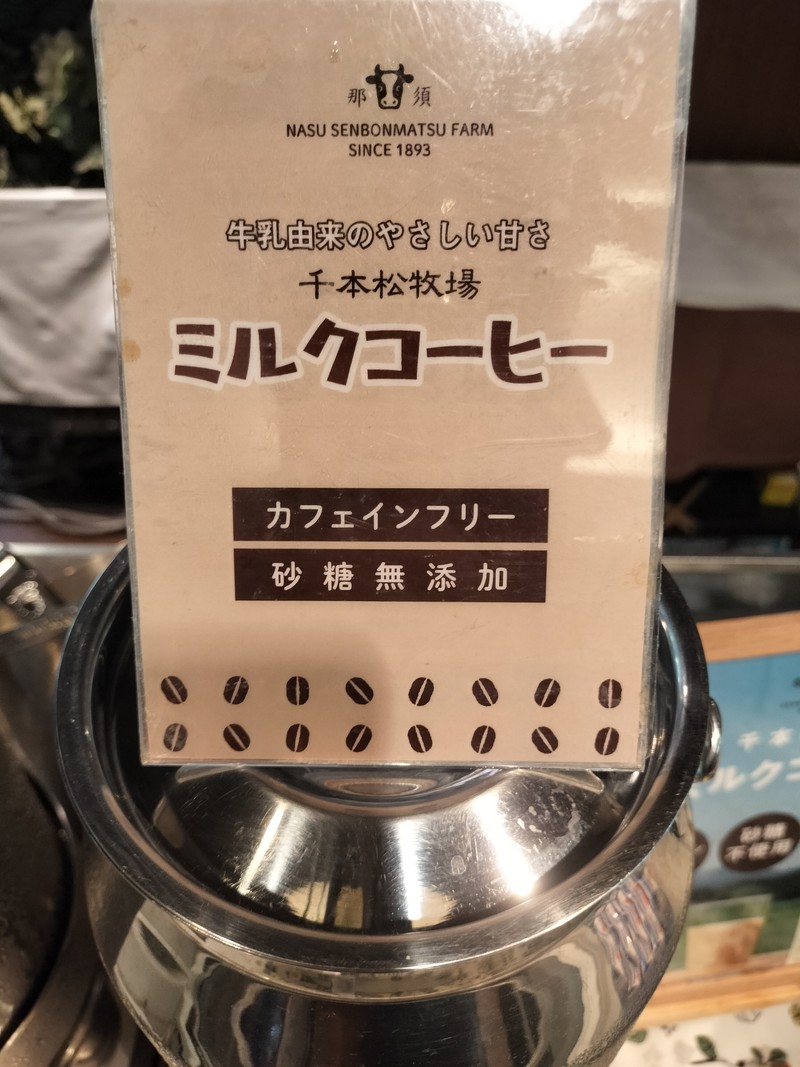 那須
NASU SENBONMATSU FARM
SINCE 1893
牛乳由来のやさしい甘さ
千本松牧場
ミルクコーヒー
カフェインフリー
砂糖無添加
千本
ルクコ
砂糖
不使用